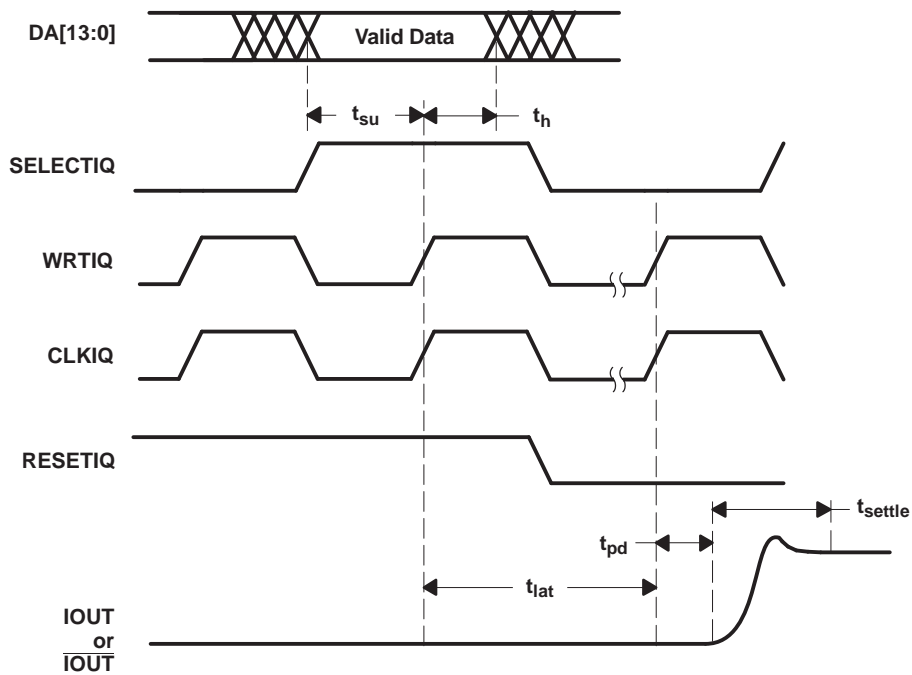 DA[13:0]
Valid Data
tsu
th
SELECTIQ
WRTIQ
CLKIQ
RESETIQ
tsettle
tpd
tlat
IOUT
or
IOUT